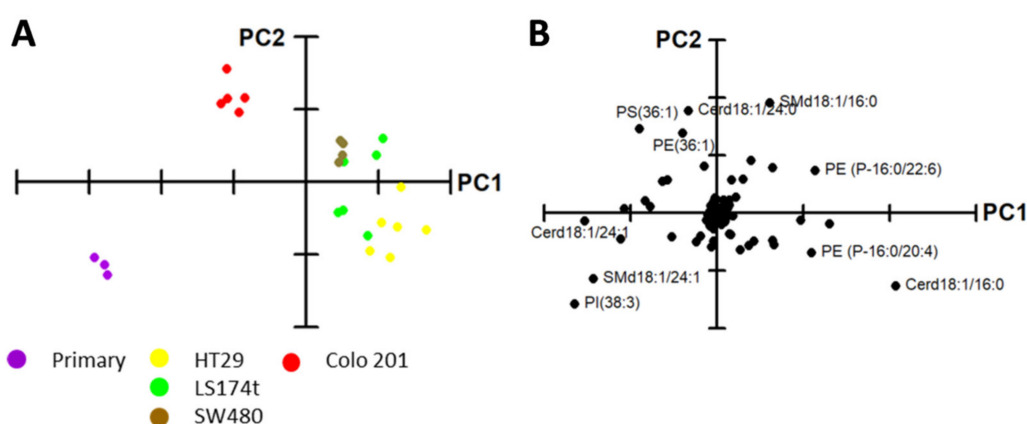 A
PC2
PC1
Primary
HT29
LS174t
SW480
Colo 201
B
PC2
PS(36:1)
Cerd18:1/24:0
SMd18:1/16:0
PE(36:1)
PE (P-16:0/22:6)
PC1
Cerd18:1/24:1
PE (P-16:0/20:4)
SMd18:1/24:1
Cerd18:1/16:0
PI(38:3)